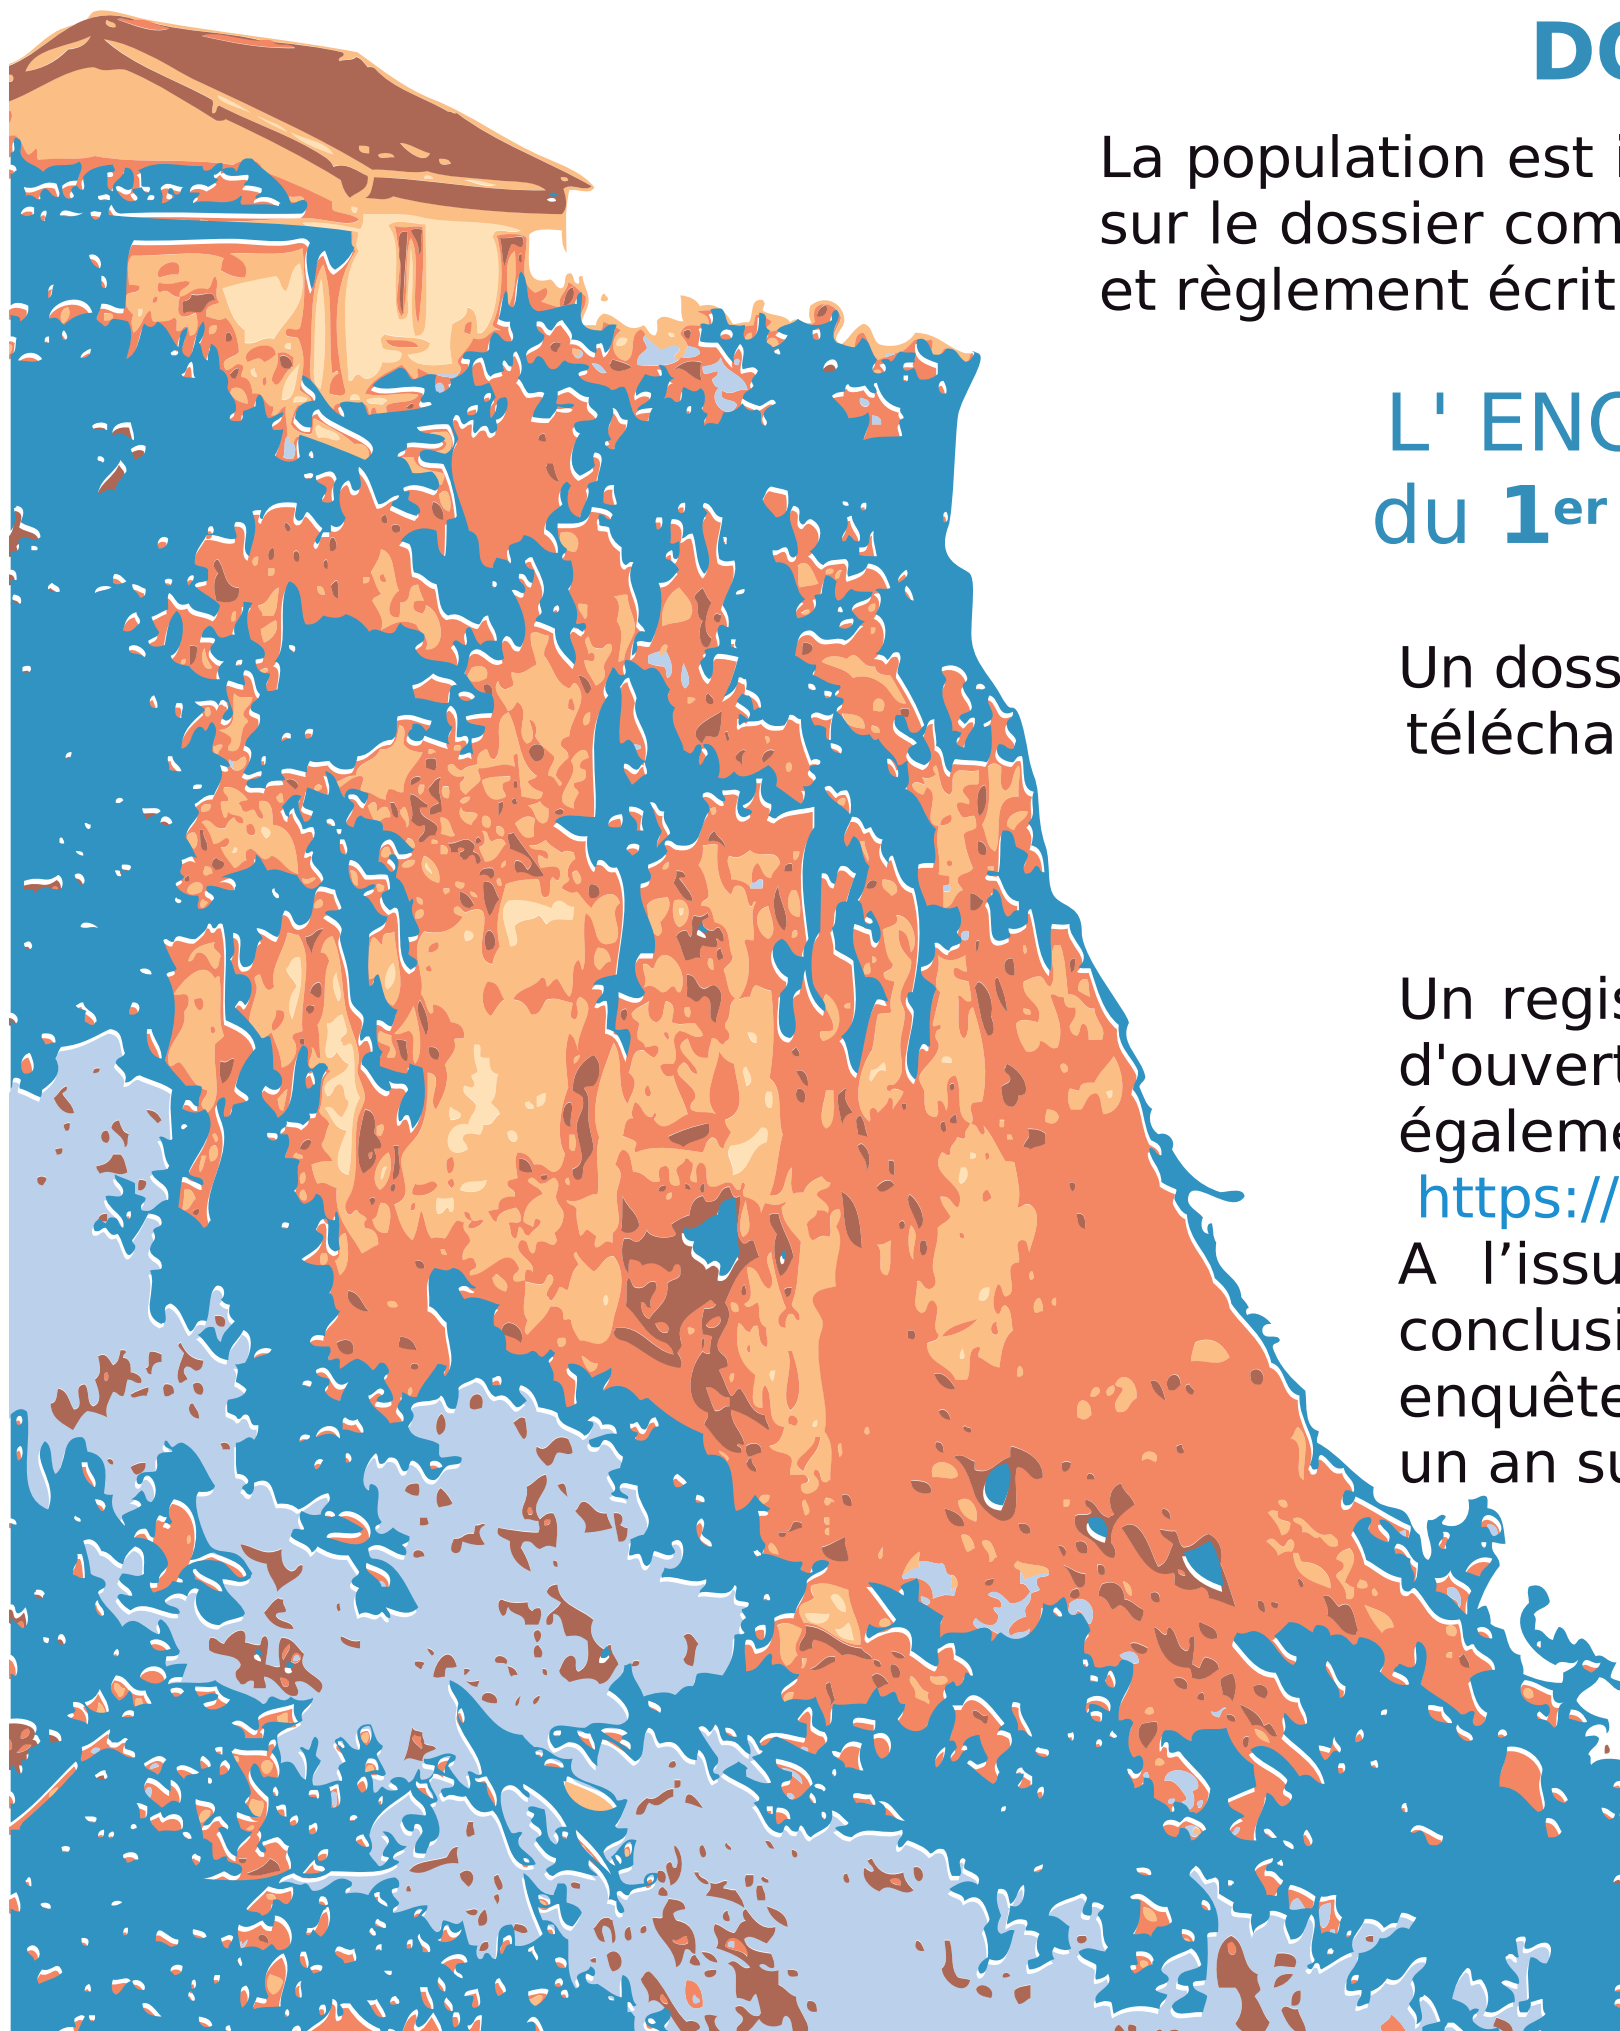 DO
La population est i
sur le dossier com
et règlement écrit
L' ENC
du 1er
Un doss
télécha
Un regis
d'ouvert
égaleme
https://
A l’issu
conclusi
enquête
un an su